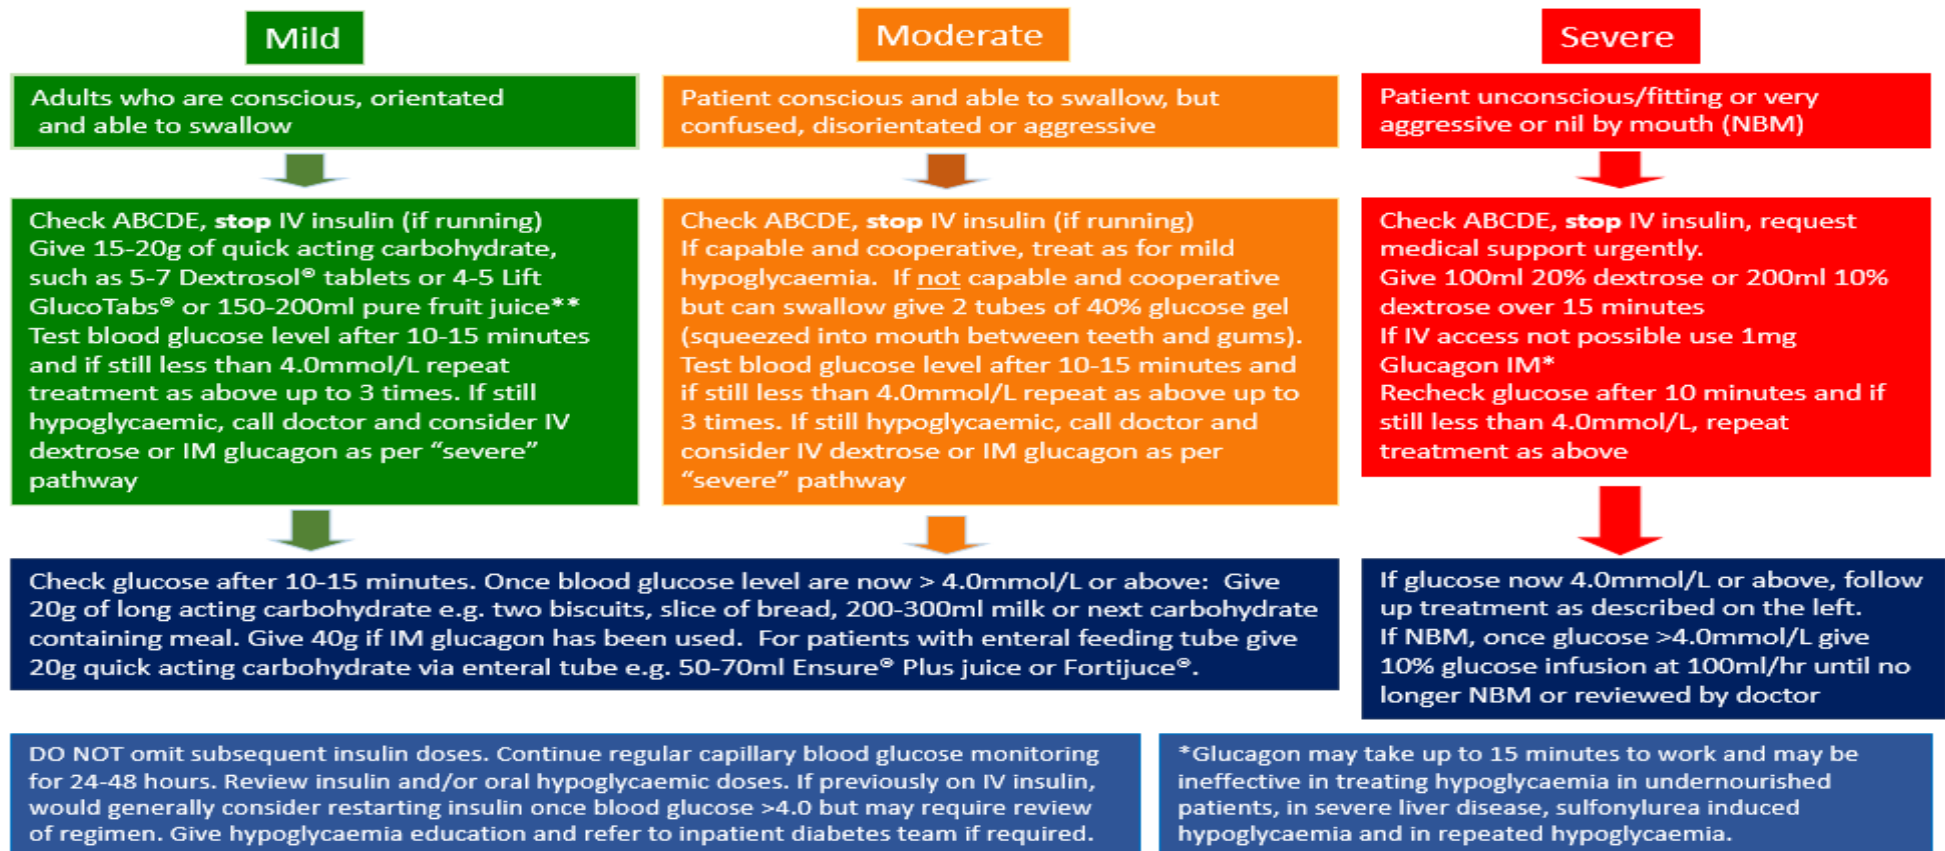 Mild
Moderate
Severe
Adults who are conscious, orientated
and able to swallow
Patient conscious and able to swallow, but
confused, disorientated or aggressive
Patient unconscious/fitting or very
aggressive or nil by mouth (NBM)
Check ABCDE, stop IV insulin (if running)
Give 15-20g of quick acting carbohydrate,
such as 5-7 Dextrosol® tablets or 4-5 Lift
GlucoTabs® or 150-200ml pure fruit juice**
Test blood glucose level after 10-15 minutes
and if still less than 4.0mmol/L repeat
treatment as above up to 3 times. If still
hypoglycaemic, call doctor and consider IV
dextrose or IM glucagon as per “severe”
pathway
Check ABCDE, stop IV insulin (if running)
If capable and cooperative, treat as for mild
hypoglycaemia. If not capable and cooperative
but can swallow give 2 tubes of 40% glucose gel
(squeezed into mouth between teeth and gums).
Test blood glucose level after 10-15 minutes and
if still less than 4.0mmol/L repeat as above up to
3 times. If still hypoglycaemic, call doctor and
consider IV dextrose or IM glucagon as per
“severe” pathway
Check ABCDE, stop IV insulin, request
medical support urgently.
Give 100ml 20% dextrose or 200ml 10%
dextrose over 15 minutes
If IV access not possible use 1mg
Glucagon IM*
Recheck glucose after 10 minutes and if
still less than 4.0mmol/L, repeat
treatment as above
Check glucose after 10-15 minutes. Once blood glucose level are now > 4.0mmol/L or above: Give
20g of long acting carbohydrate e.g. two biscuits, slice of bread, 200-300ml milk or next carbohydrate
containing meal. Give 40g if IM glucagon has been used. For patients with enteral feeding tube give
20g quick acting carbohydrate via enteral tube e.g. 50-70ml Ensure® Plus juice or Fortijuce®.
If glucose now 4.0mmol/L or above, follow
up treatment as described on the left.
If NBM, once glucose >4.0mmol/L give
10% glucose infusion at 100ml/hr until no
longer NBM or reviewed by doctor
DO NOT omit subsequent insulin doses. Continue regular capillary blood glucose monitoring
for 24-48 hours. Review insulin and/or oral hypoglycaemic doses. If previously on IV insulin,
would generally consider restarting insulin once blood glucose >4.0 but may require review
of regimen. Give hypoglycaemia education and refer to inpatient diabetes team if required.
*Glucagon may take up to 15 minutes to work and may be
ineffective in treating hypoglycaemia in undernourished
patients, in severe liver disease, sulfonylurea induced
hypoglycaemia and in repeated hypoglycaemia.